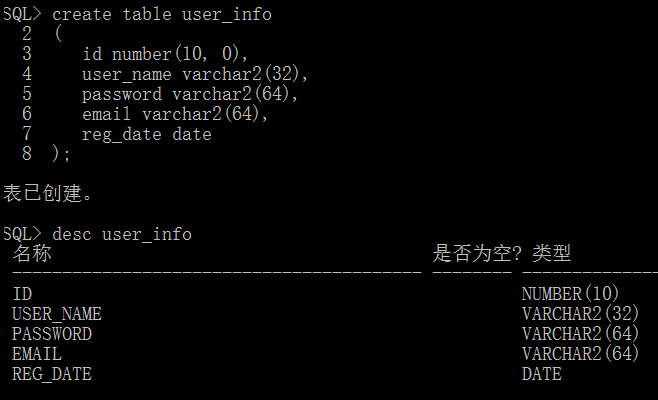 SQL> create table user_info
  2  (
  3     id number(10, 0),
  4     user_name varchar2(32),
  5     password varchar2(64),
  6     email varchar2(64),
  7     reg_date date
  8  );
表已创建。
SQL> desc user_info
 名称                                      是否为空? 类型
 ----------------------------------------- -------- --------------
 ID                                                 NUMBER(10)
 USER_NAME                                          VARCHAR2(32)
 PASSWORD                                           VARCHAR2(64)
 EMAIL                                              VARCHAR2(64)
 REG_DATE                                           DATE